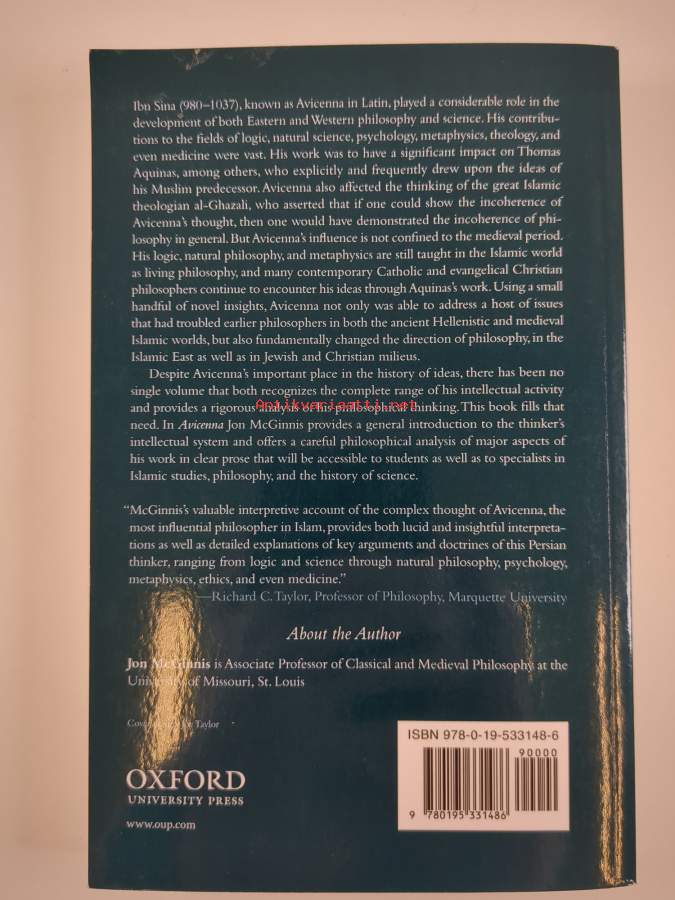 Ibn Sina (980–1037), known as Avicenna in Latin, played a considerable role in the
development of both Eastern and Western philosophy and science. His contribu-
tions to the fields of logic, natural science, psychology, metaphysics, theology, and
even medicine were vast. His work was to have a significant impact on Thomas
Aquinas, among others, who explicitly and frequently drew upon the ideas of
his Muslim predecessor. Avicenna also affected the thinking of the great Islamic
theologian al-Ghazali, who asserted that if one could show the incoherence of
Avicenna's thought, then one would have demonstrated the incoherence of phi-
losophy in general. But Avicenna's influence is not confined to the medieval period.
His logic, natural philosophy, and metaphysics are still taught in the Islamic world
as living philosophy, and many contemporary Catholic and evangelical Christian
philosophers continue to encounter his ideas through Aquinas's work. Using a small
handful of novel insights, Avicenna not only was able to address a host of issues
that had troubled earlier philosophers in both the ancient Hellenistic and medieval
Islamic worlds, but also fundamentally changed the direction of philosophy, in the
Islamic East as well as in Jewish and Christian milieus.
Despite Avicenna's important place in the history of ideas, there has been no
single volume that both recognizes the complete range of his intellectual activity
Antikvariaatti.net
and provides a rigorous analysis of his philosophical thinking. This book fills that
need. In Avicenna Jon McGinnis provides a general introduction to the thinker's
intellectual system and offers a careful philosophical analysis of major aspects of
his work in clear prose that will be accessible to students as well as to specialists in
Islamic studies, philosophy, and the history of science.
“McGinnis's valuable interpretive account of the complex thought of Avicenna, the
most influential philosopher in Islam, provides both lucid and insightful interpreta-
tions as well as detailed explanations of key arguments and doctrines of this Persian
thinker, ranging from logic and science through natural philosophy, psychology,
metaphysics, ethics, and even medicine.”
—Richard C. Taylor, Professor of Philosophy, Marquette University
About the Author
Jon McGinnis is Associate Professor of Classical and Medieval Philosophy at the
University of Missouri, St. Louis
Taylor
ISBN 978-0-19-533148-6
90000
9 780195 331486
OXFORD
UNIVERSITY PRESS
www.oup.com